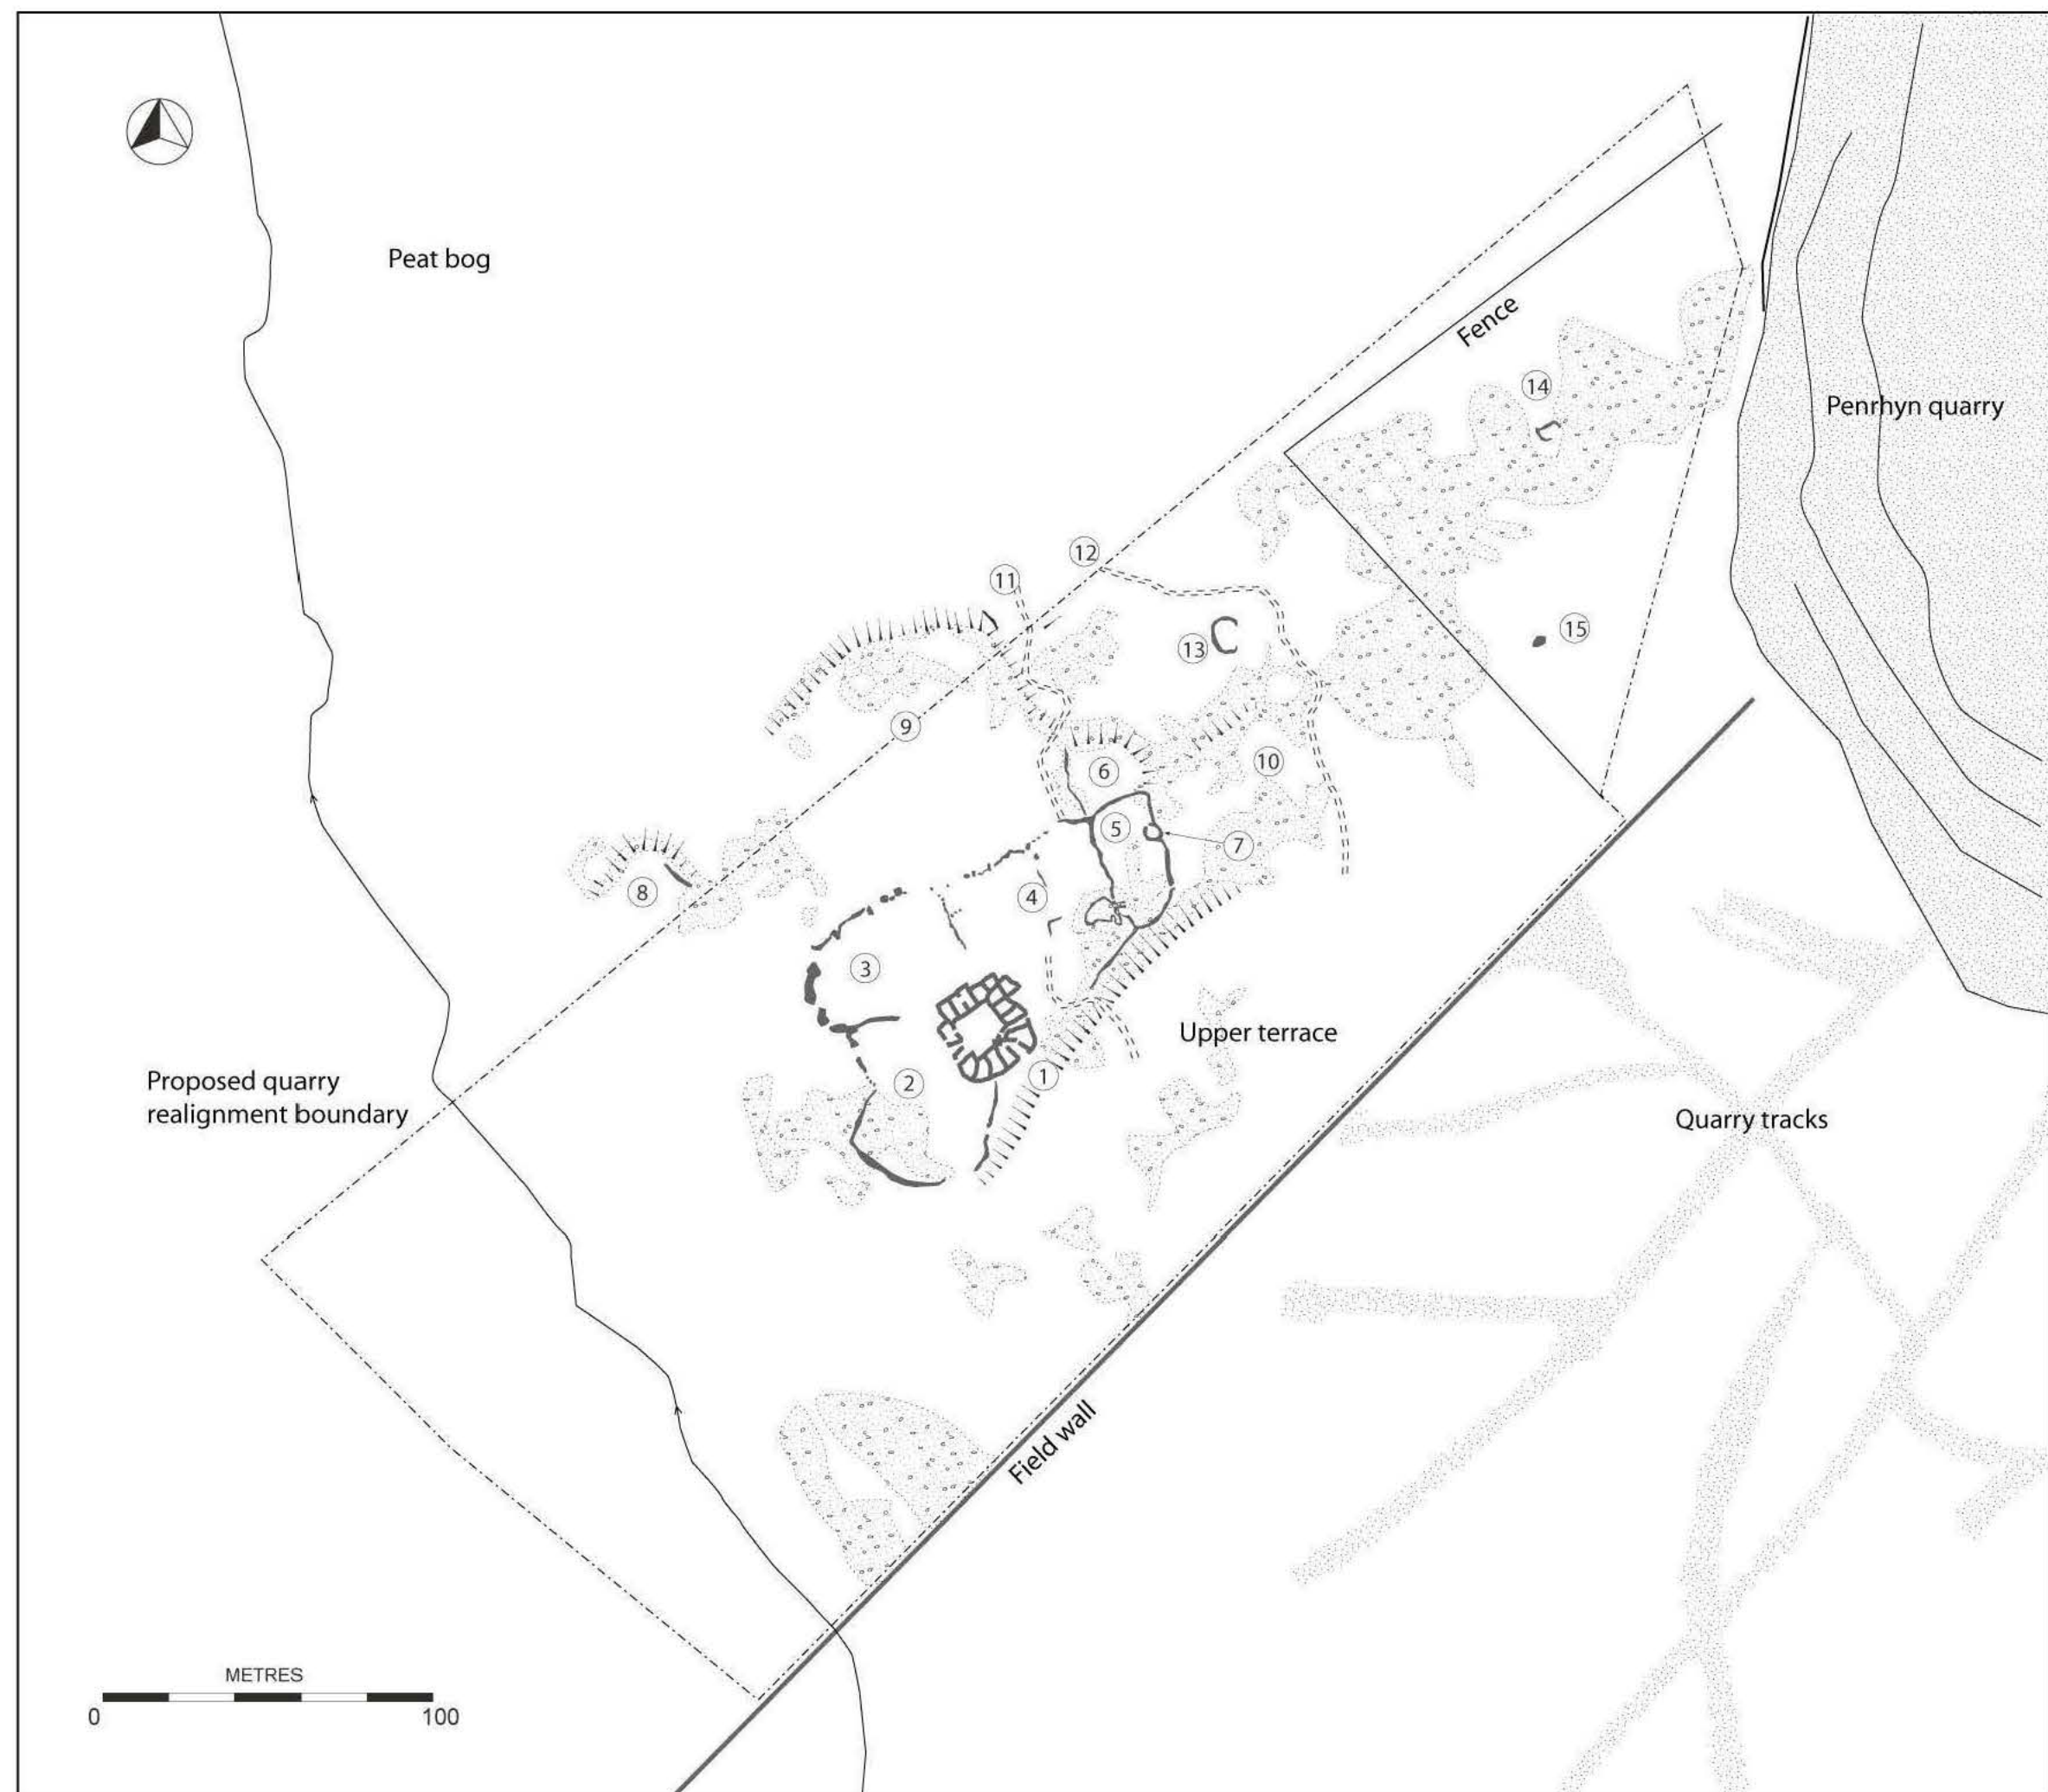 Peat bog
Fence
14
Penrhyn quarry
12
11
13
15
9
6
10
5
7
8
4
3
Upper terrace
1
2
Proposed quarry
realignment boundary
Quarry tracks
Field wall
METRES
0 100